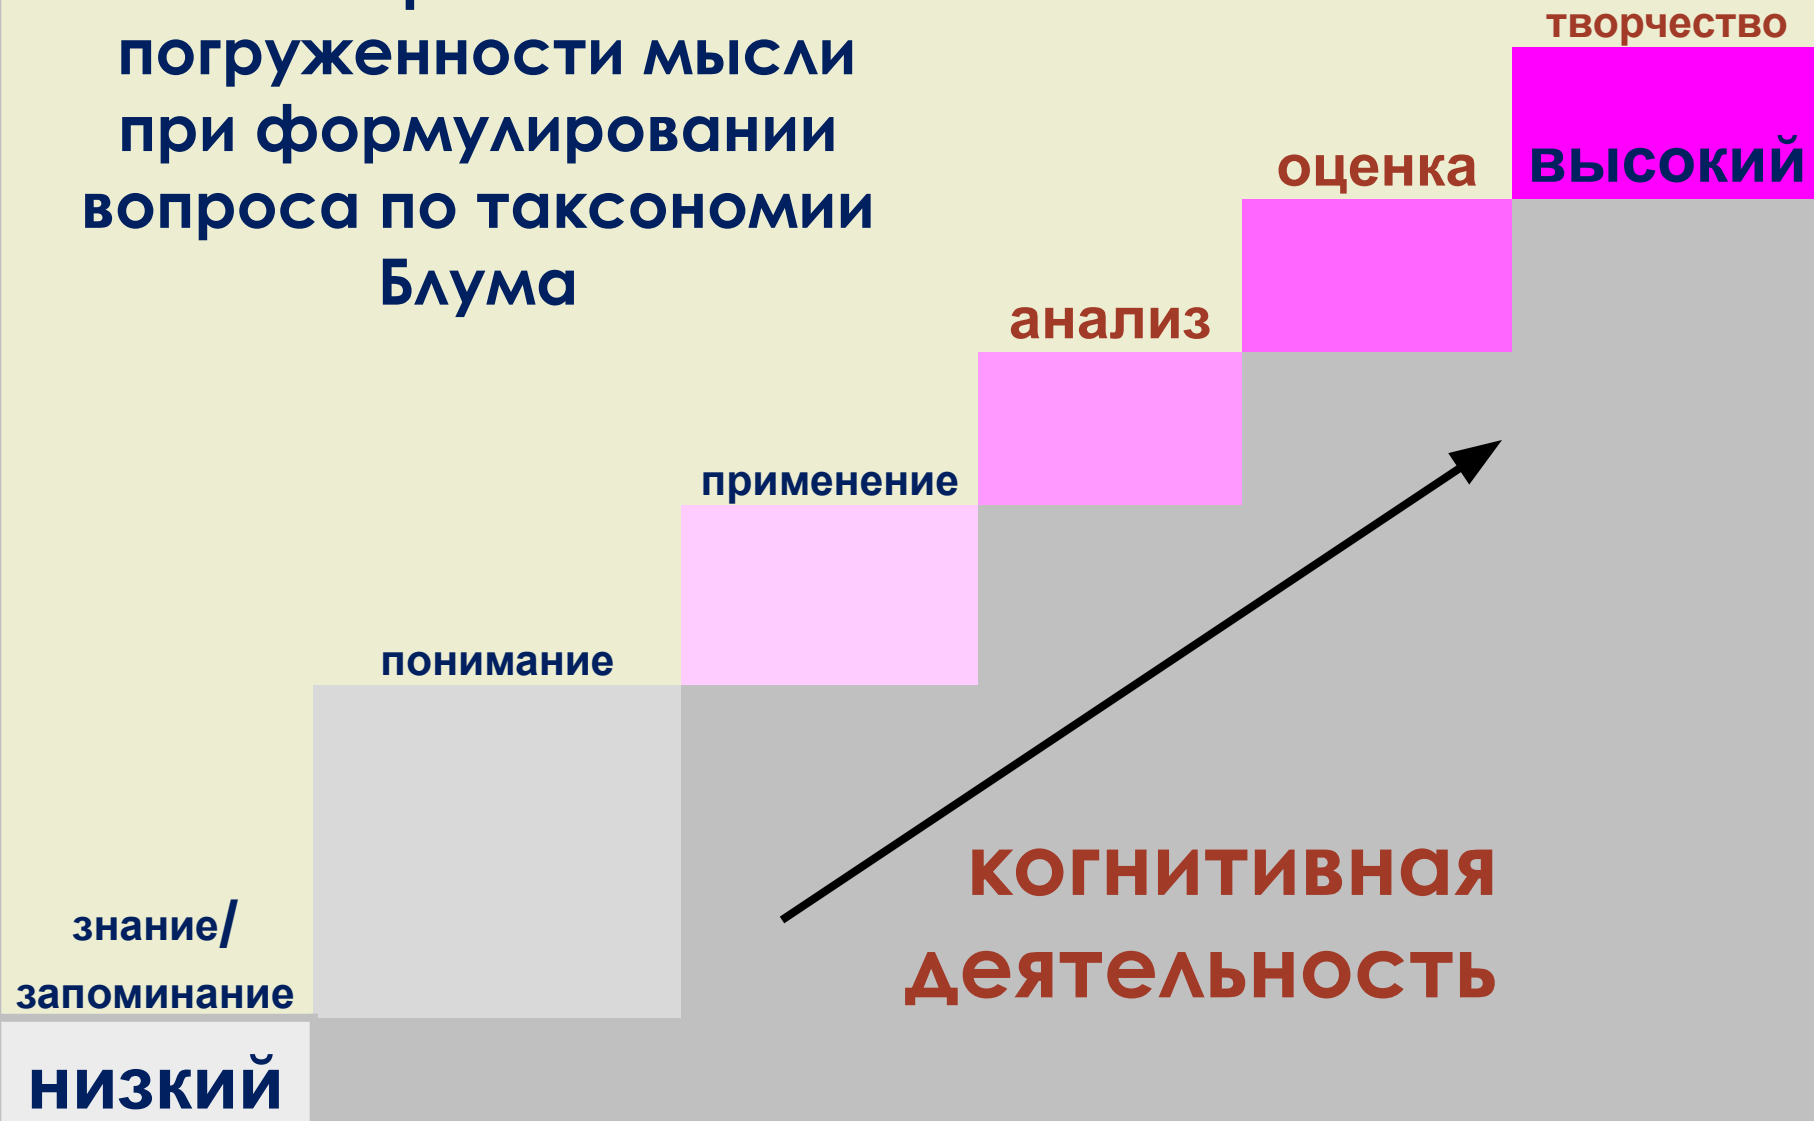 погруженности мысли
при формулировании
вопроса по таксономии
Блума
творчество
высокий
оценка
анализ
применение
понимание
знание/
запоминание
низкий
когнитивная
деятельность